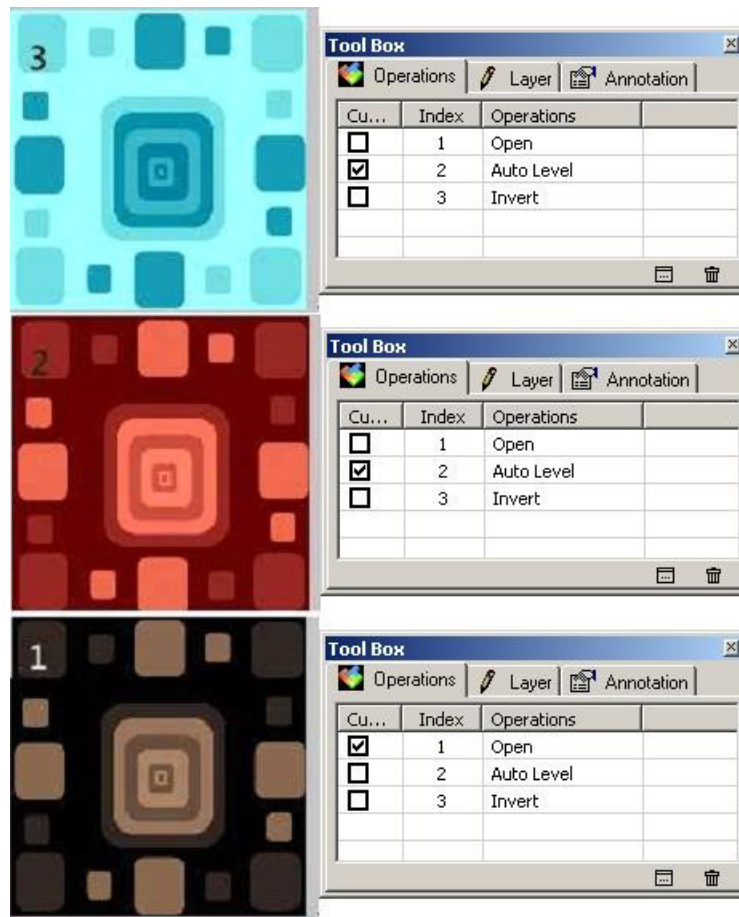 3
Tool Box
Operations Layer Annotation
Cu... Index Operations
1 Open
2 Auto Level
3 Invert
2
Tool Box
Operations Layer Annotation
Cu... Index Operations
1 Open
2 Auto Level
3 Invert
1
Tool Box
Operations Layer Annotation
Cu... Index Operations
1 Open
2 Auto Level
3 Invert